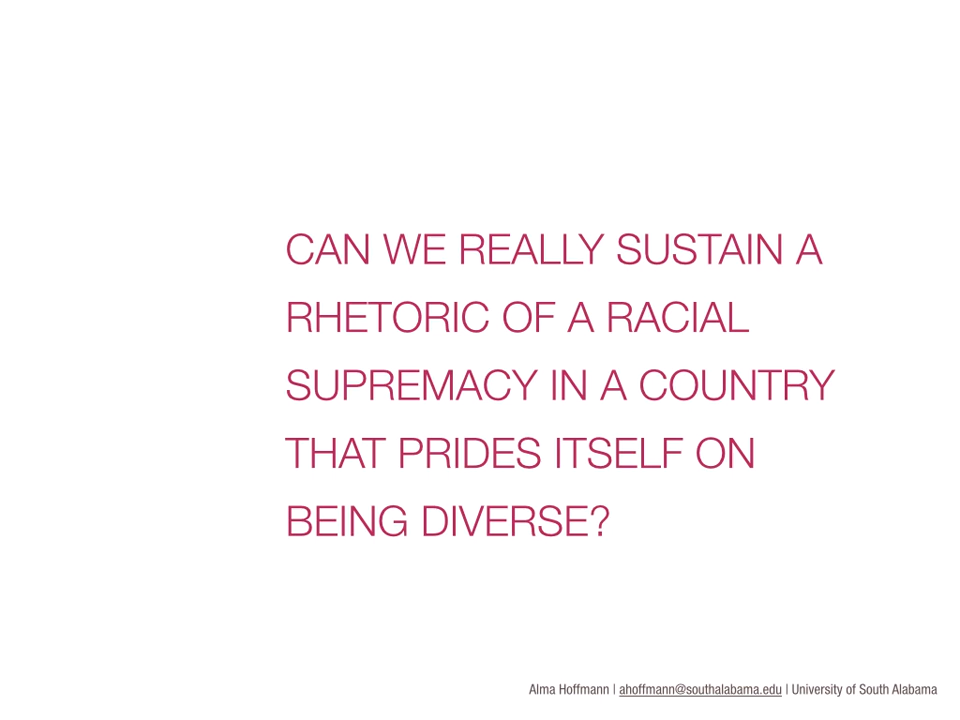 CAN WE REALLY SUSTAIN A
RHETORIC OF A RACIAL
SUPREMACY IN A COUNTRY
THAT PRIDES ITSELF ON
BEING DIVERSE?
Alma Hoffmann | ahoffmann@southalabama.edu | University of South Alabama